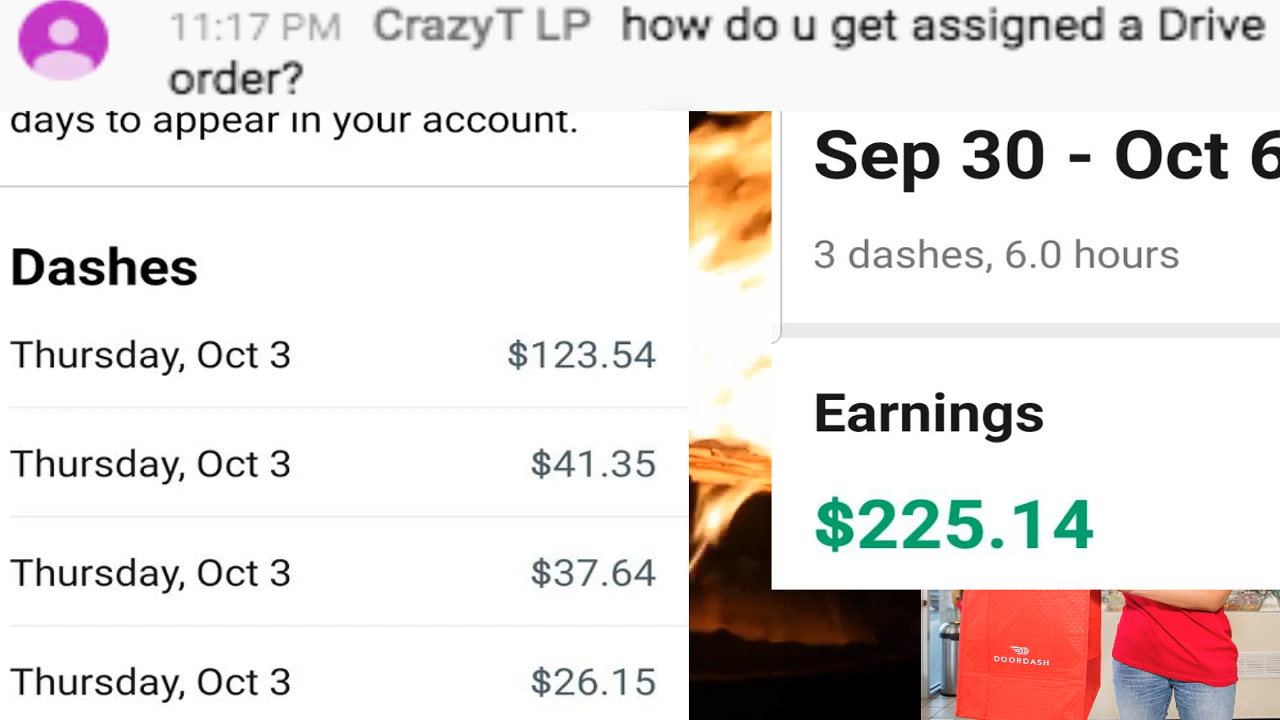 11:17 PM CrazyT LP how do u get assigned a Drive
order?
days to appear in your account.
Dashes
Thursday, Oct 3 $123.54
Thursday, Oct 3 $41.35
Thursday, Oct 3 $37.64
Thursday, Oct 3 $26.15
Sep 30 - Oct 6
3 dashes, 6.0 hours
Earnings
$225.14
DOORDASH